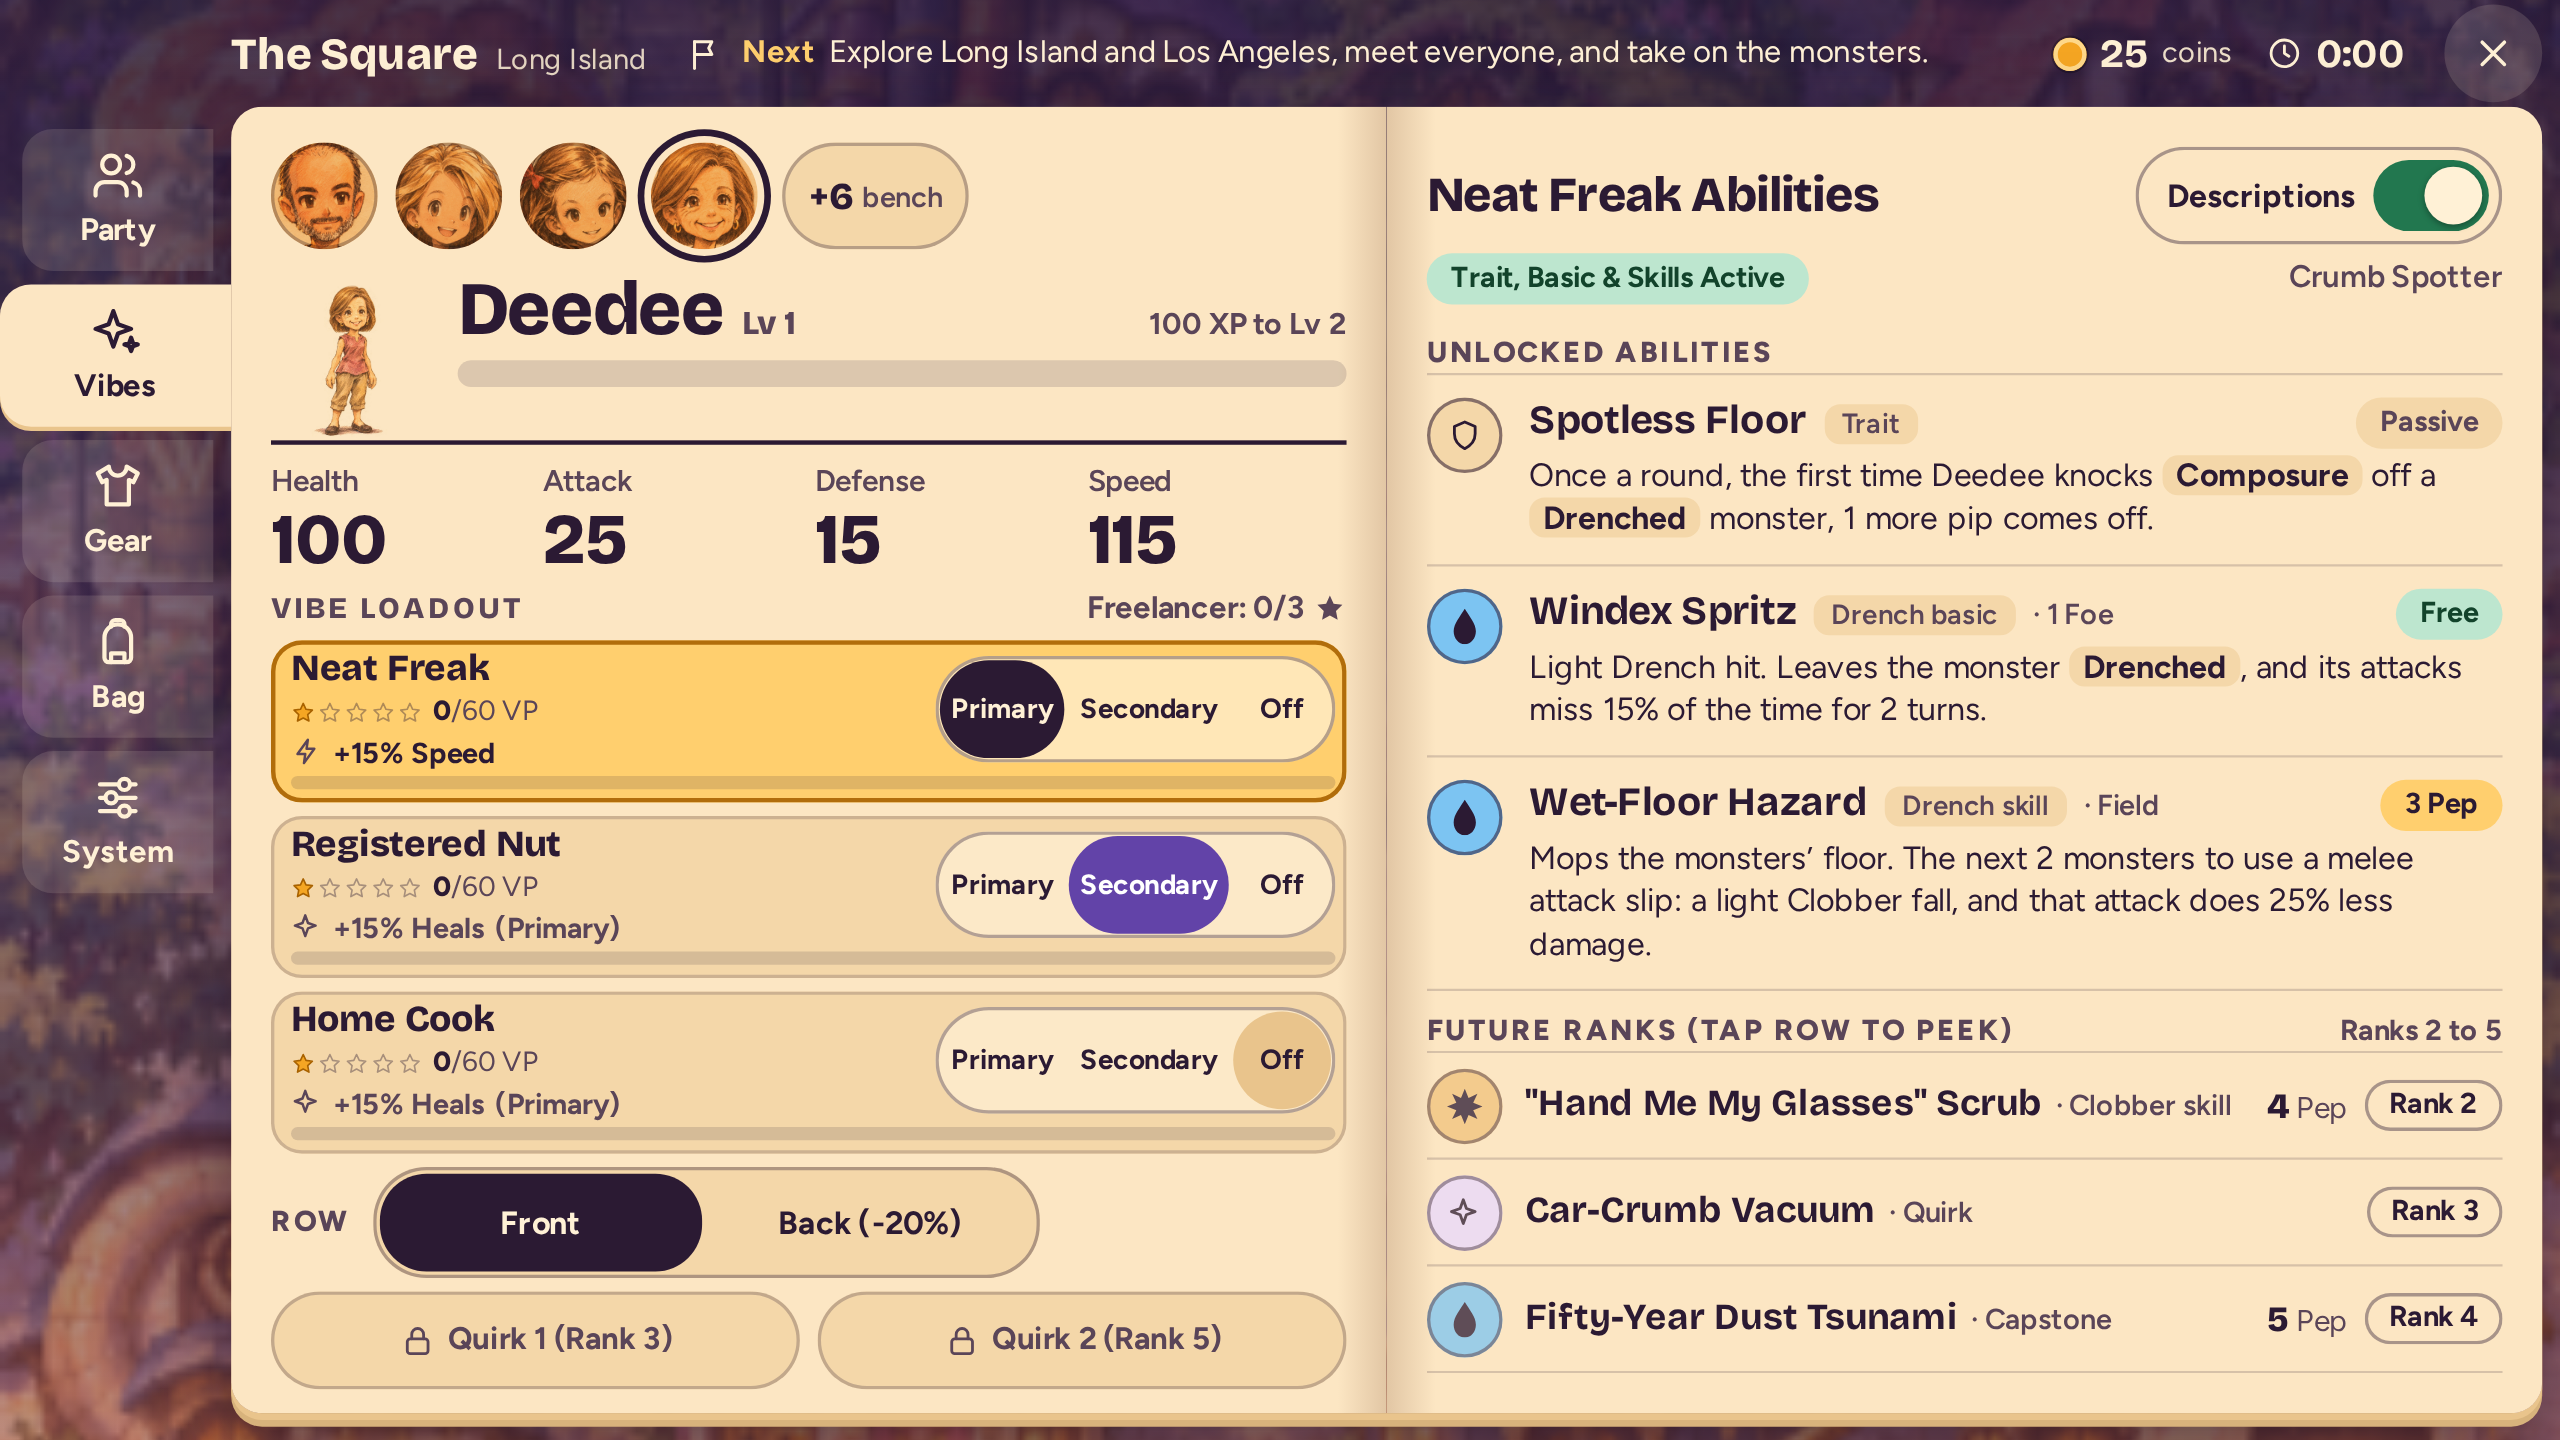 The Square Long Island
Next Explore Long Island and Los Angeles, meet everyone, and take on the monsters.
25 coins
0:00
Party
Vibes
Gear
Bag
System
+6 bench
Deedee Lv 1
100 XP to Lv 2
Health
100
Attack
25
Defense
15
Speed
115
VIBE LOADOUT
Freelancer: 0/3
Neat Freak
0/60 VP
+15% Speed
Primary Secondary Off
Registered Nut
0/60 VP
+15% Heals (Primary)
Primary Secondary Off
Home Cook
0/60 VP
+15% Heals (Primary)
Primary Secondary Off
ROW
Front
Back (-20%)
Quirk 1 (Rank 3)
Quirk 2 (Rank 5)
Neat Freak Abilities
Descriptions
Trait, Basic & Skills Active
Crumb Spotter
UNLOCKED ABILITIES
Spotless Floor Trait
Passive
Once a round, the first time Deedee knocks Composure off a
Drenched monster, 1 more pip comes off.
Windex Spritz Drench basic · 1 Foe
Free
Light Drench hit. Leaves the monster Drenched, and its attacks
miss 15% of the time for 2 turns.
Wet-Floor Hazard Drench skill · Field
3 Pep
Mops the monsters’ floor. The next 2 monsters to use a melee
attack slip: a light Clobber fall, and that attack does 25% less
damage.
FUTURE RANKS (TAP ROW TO PEEK)
Ranks 2 to 5
"Hand Me My Glasses" Scrub · Clobber skill 4 Pep Rank 2
Car-Crumb Vacuum · Quirk Rank 3
Fifty-Year Dust Tsunami · Capstone 5 Pep Rank 4